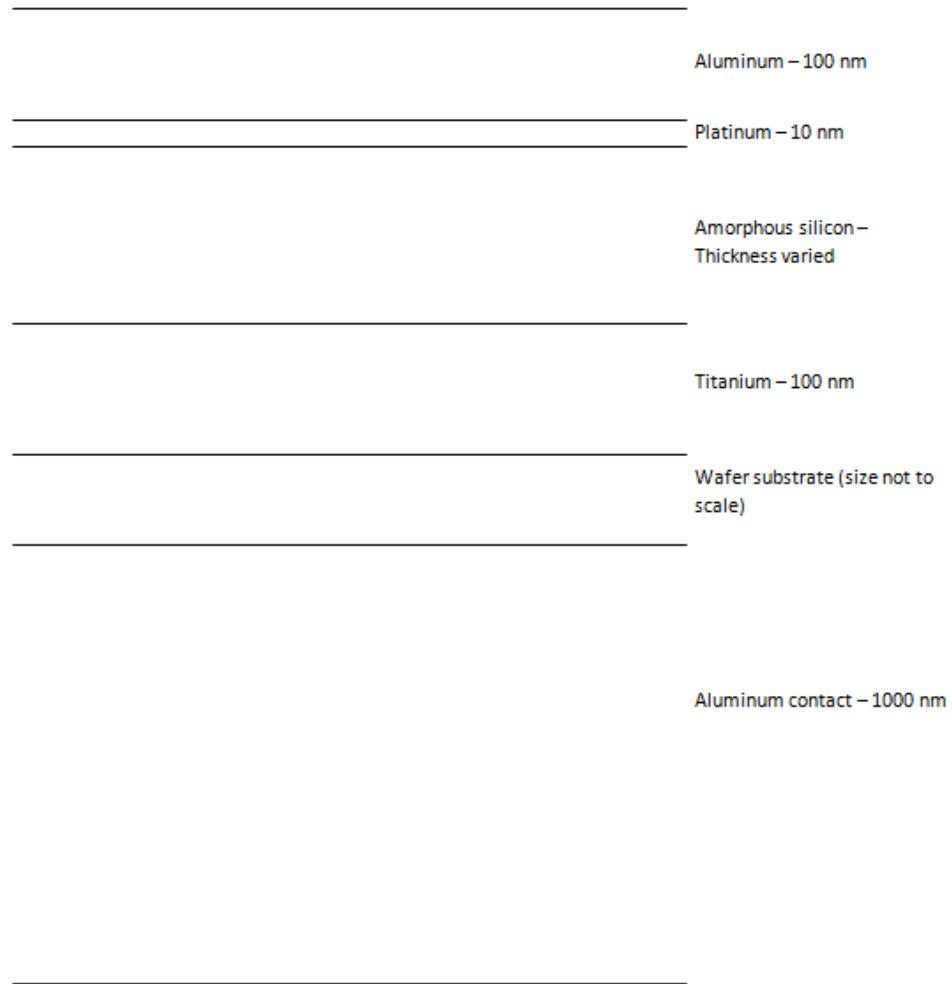 Aluminum – 100 nm
Platinum – 10 nm
Amorphous silicon –
Thickness varied
Titanium – 100 nm
Wafer substrate (size not to
scale)
Aluminum contact – 1000 nm